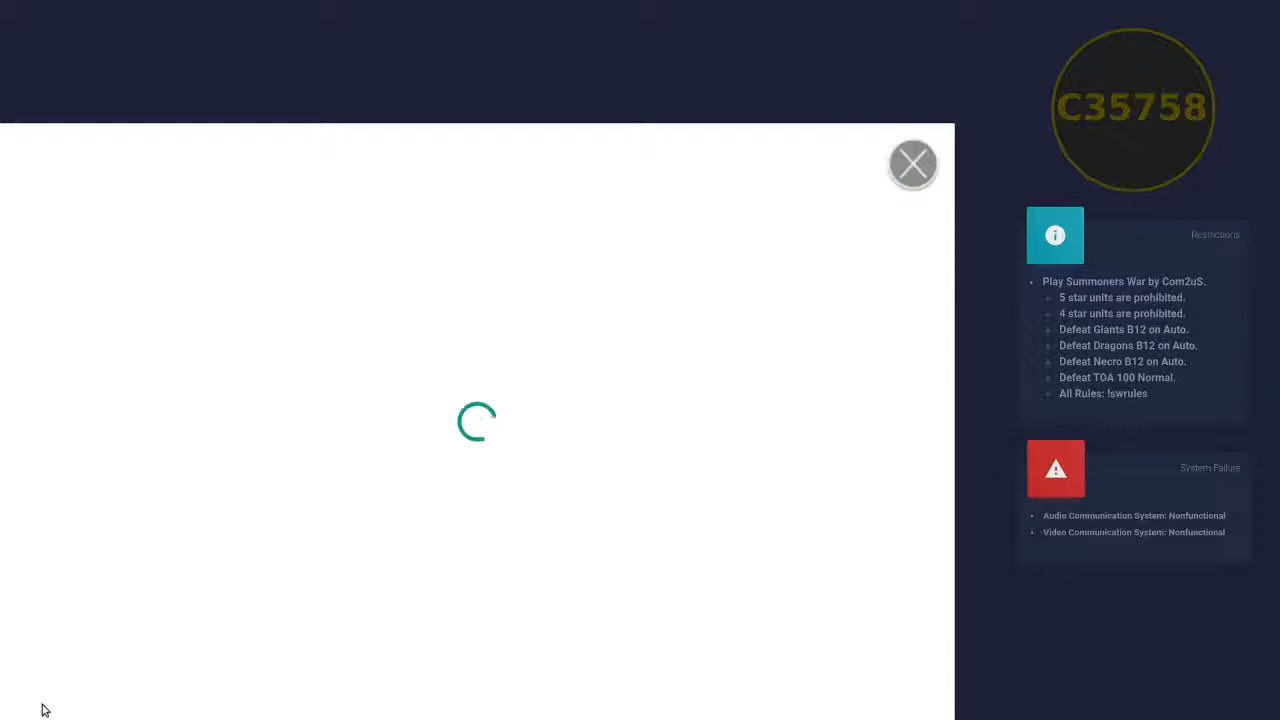 C35758
Restrictions
Play Summoners War by Com2uS.
5 star units are prohibited.
4 star units are prohibited.
Defeat Giants B12 on Auto.
Defeat Dragons B12 on Auto.
Defeat Necro B12 on Auto.
Defeat TOA 100 Normal.
All Rules: !swrules
System Failure
Audio Communication System: Nonfunctional
Video Communication System: Nonfunctional